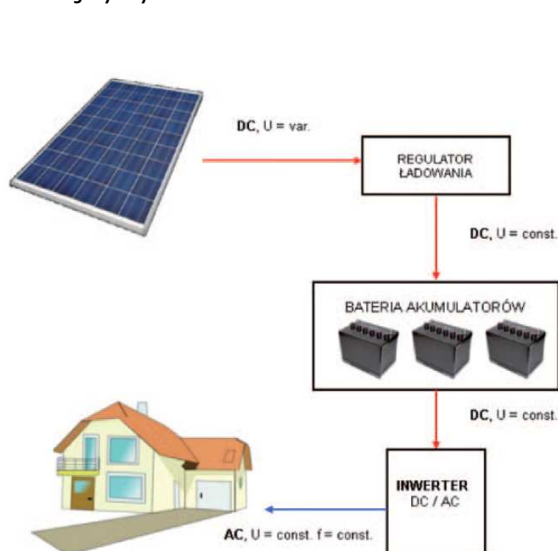 DC, U = var.
REGULATOR
ŁADOWANIA
DC, U = const.
BATERIA AKUMULATORÓW
DC, U = const.
INWERTER
DC / AC
AC, U = const. f = const.